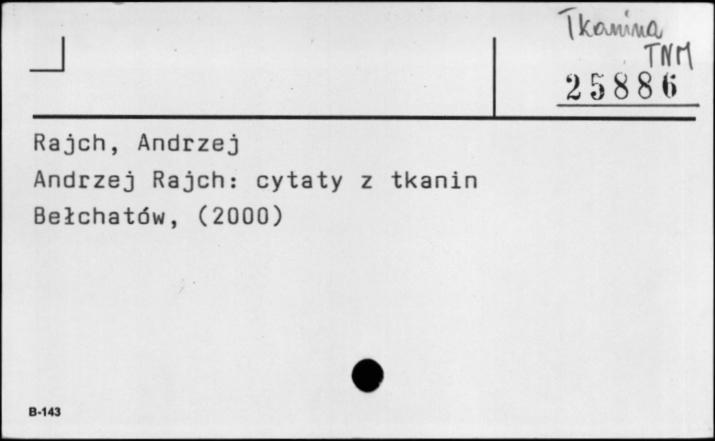 Tkanina
TNM
25886
Rajch, Andrzej
Andrzej Rajch: cytaty z tkanin
Bełchatów, (2000)
B-143